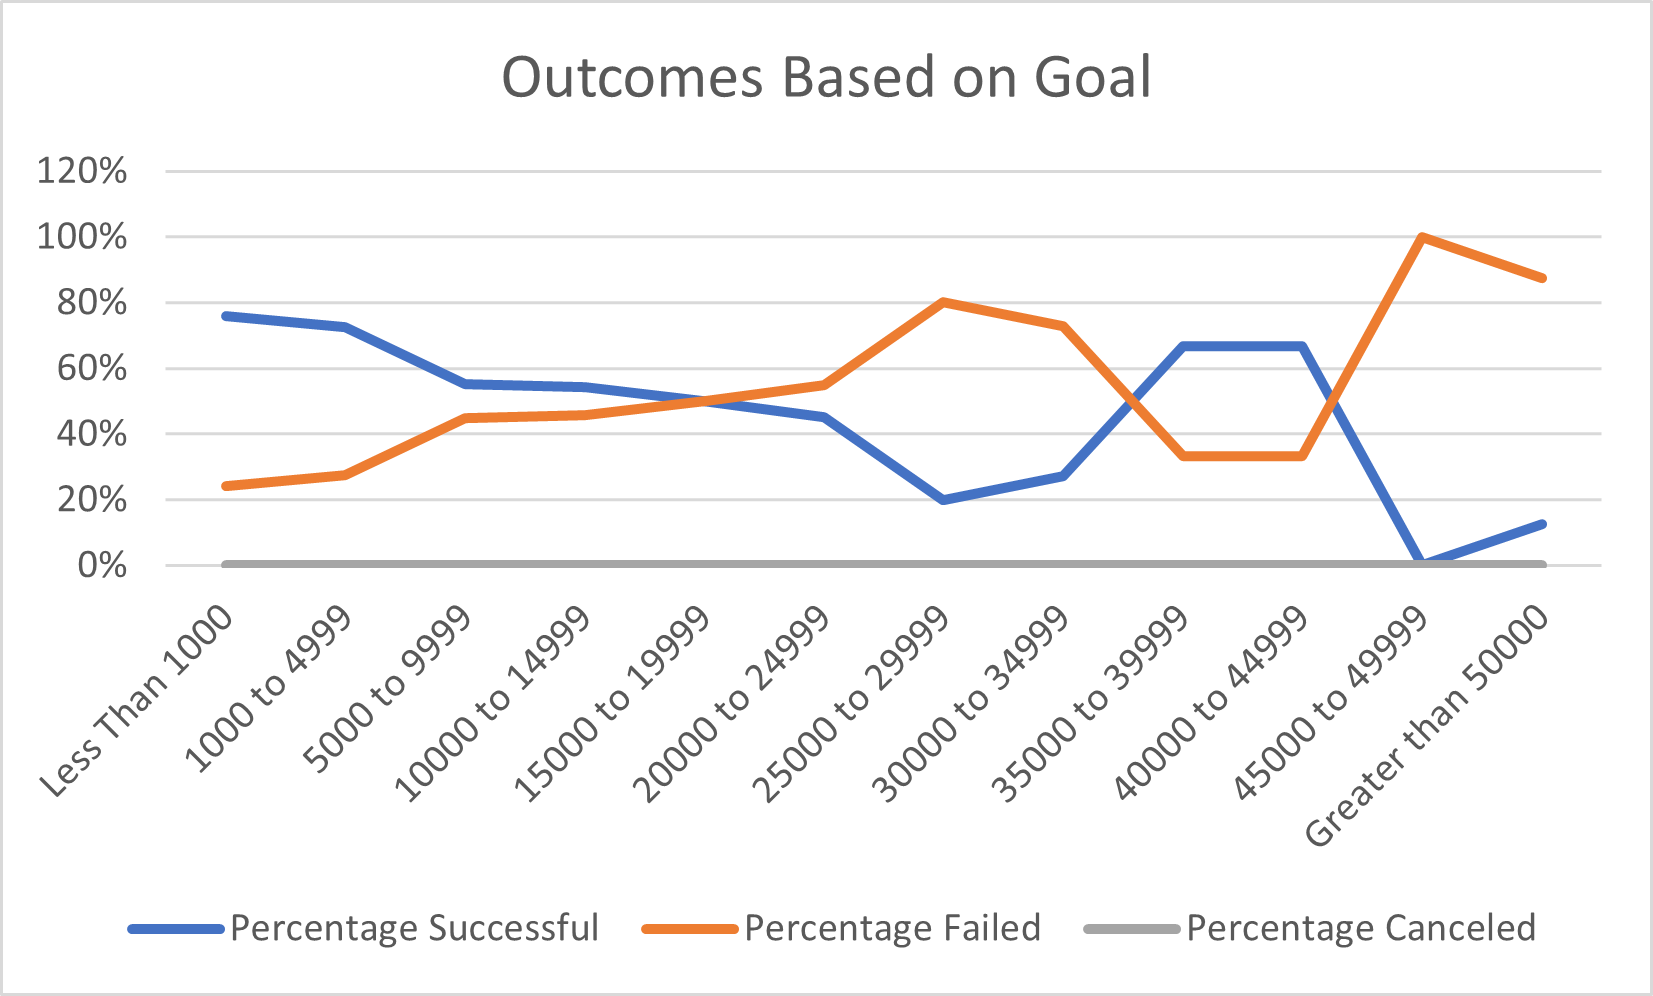 Outcomes Based on Goal
120%
100%
80%
60%
40%
20%
0%
Less Than 1000
1000 to 4999
5000 to 9999
10000 to 14999
15000 to 19999
20000 to 24999
25000 to 29999
30000 to 34999
35000 to 39999
40000 to 44999
45000 to 49999
Greater than 50000
Percentage Successful
Percentage Failed
Percentage Canceled